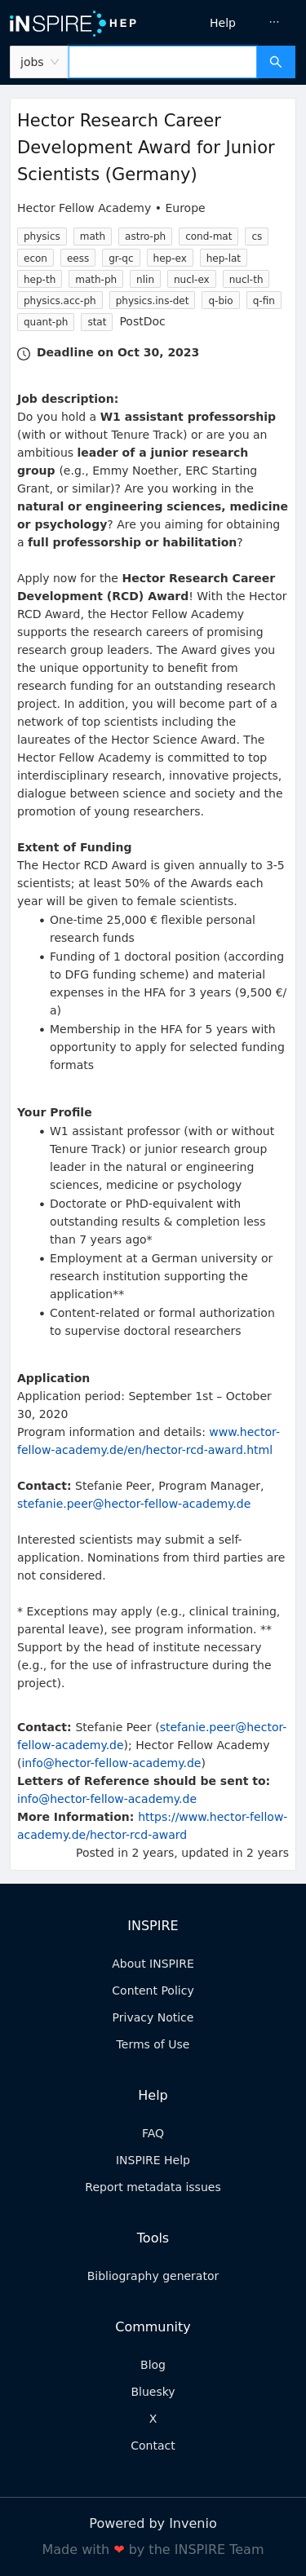 iNSPIRE HEP
Help
...
jobs
Hector Research Career
Development Award for Junior
Scientists (Germany)
Hector Fellow Academy • Europe
physics math astro-ph cond-mat cs
econ eess gr-qc hep-ex hep-lat
hep-th math-ph nlin nucl-ex nucl-th
physics.acc-ph physics.ins-det q-bio q-fin
quant-ph stat PostDoc
Deadline on Oct 30, 2023
Job description:
Do you hold a W1 assistant professorship
(with or without Tenure Track) or are you an
ambitious leader of a junior research
group (e.g., Emmy Noether, ERC Starting
Grant, or similar)? Are you working in the
natural or engineering sciences, medicine
or psychology? Are you aiming for obtaining
a full professorship or habilitation?
Apply now for the Hector Research Career
Development (RCD) Award! With the Hector
RCD Award, the Hector Fellow Academy
supports the research careers of promising
research group leaders. The Award gives you
the unique opportunity to benefit from
research funding for an outstanding research
project. In addition, you will become part of a
network of top scientists including the
laureates of the Hector Science Award. The
Hector Fellow Academy is committed to top
interdisciplinary research, innovative projects,
dialogue between science and society and the
promotion of young researchers.
Extent of Funding
The Hector RCD Award is given annually to 3-5
scientists; at least 50% of the Awards each
year will be given to female scientists.
• One-time 25,000 € flexible personal
research funds
• Funding of 1 doctoral position (according
to DFG funding scheme) and material
expenses in the HFA for 3 years (9,500 €/
a)
• Membership in the HFA for 5 years with
opportunity to apply for selected funding
formats
Your Profile
• W1 assistant professor (with or without
Tenure Track) or junior research group
leader in the natural or engineering
sciences, medicine or psychology
• Doctorate or PhD-equivalent with
outstanding results & completion less
than 7 years ago*
• Employment at a German university or
research institution supporting the
application**
• Content-related or formal authorization
to supervise doctoral researchers
Application
Application period: September 1st – October
30, 2020
Program information and details: www.hector-
fellow-academy.de/en/hector-rcd-award.html
Contact: Stefanie Peer, Program Manager,
stefanie.peer@hector-fellow-academy.de
Interested scientists may submit a self-
application. Nominations from third parties are
not considered.
* Exceptions may apply (e.g., clinical training,
parental leave), see program information. **
Support by the head of institute necessary
(e.g., for the use of infrastructure during the
project).
Contact: Stefanie Peer (stefanie.peer@hector-
fellow-academy.de); Hector Fellow Academy
(info@hector-fellow-academy.de)
Letters of Reference should be sent to:
info@hector-fellow-academy.de
More Information: https://www.hector-fellow-
academy.de/hector-rcd-award
Posted in 2 years, updated in 2 years
INSPIRE
About INSPIRE
Content Policy
Privacy Notice
Terms of Use
Help
FAQ
INSPIRE Help
Report metadata issues
Tools
Bibliography generator
Community
Blog
Bluesky
X
Contact
Powered by Invenio
Made with ❤ by the INSPIRE Team